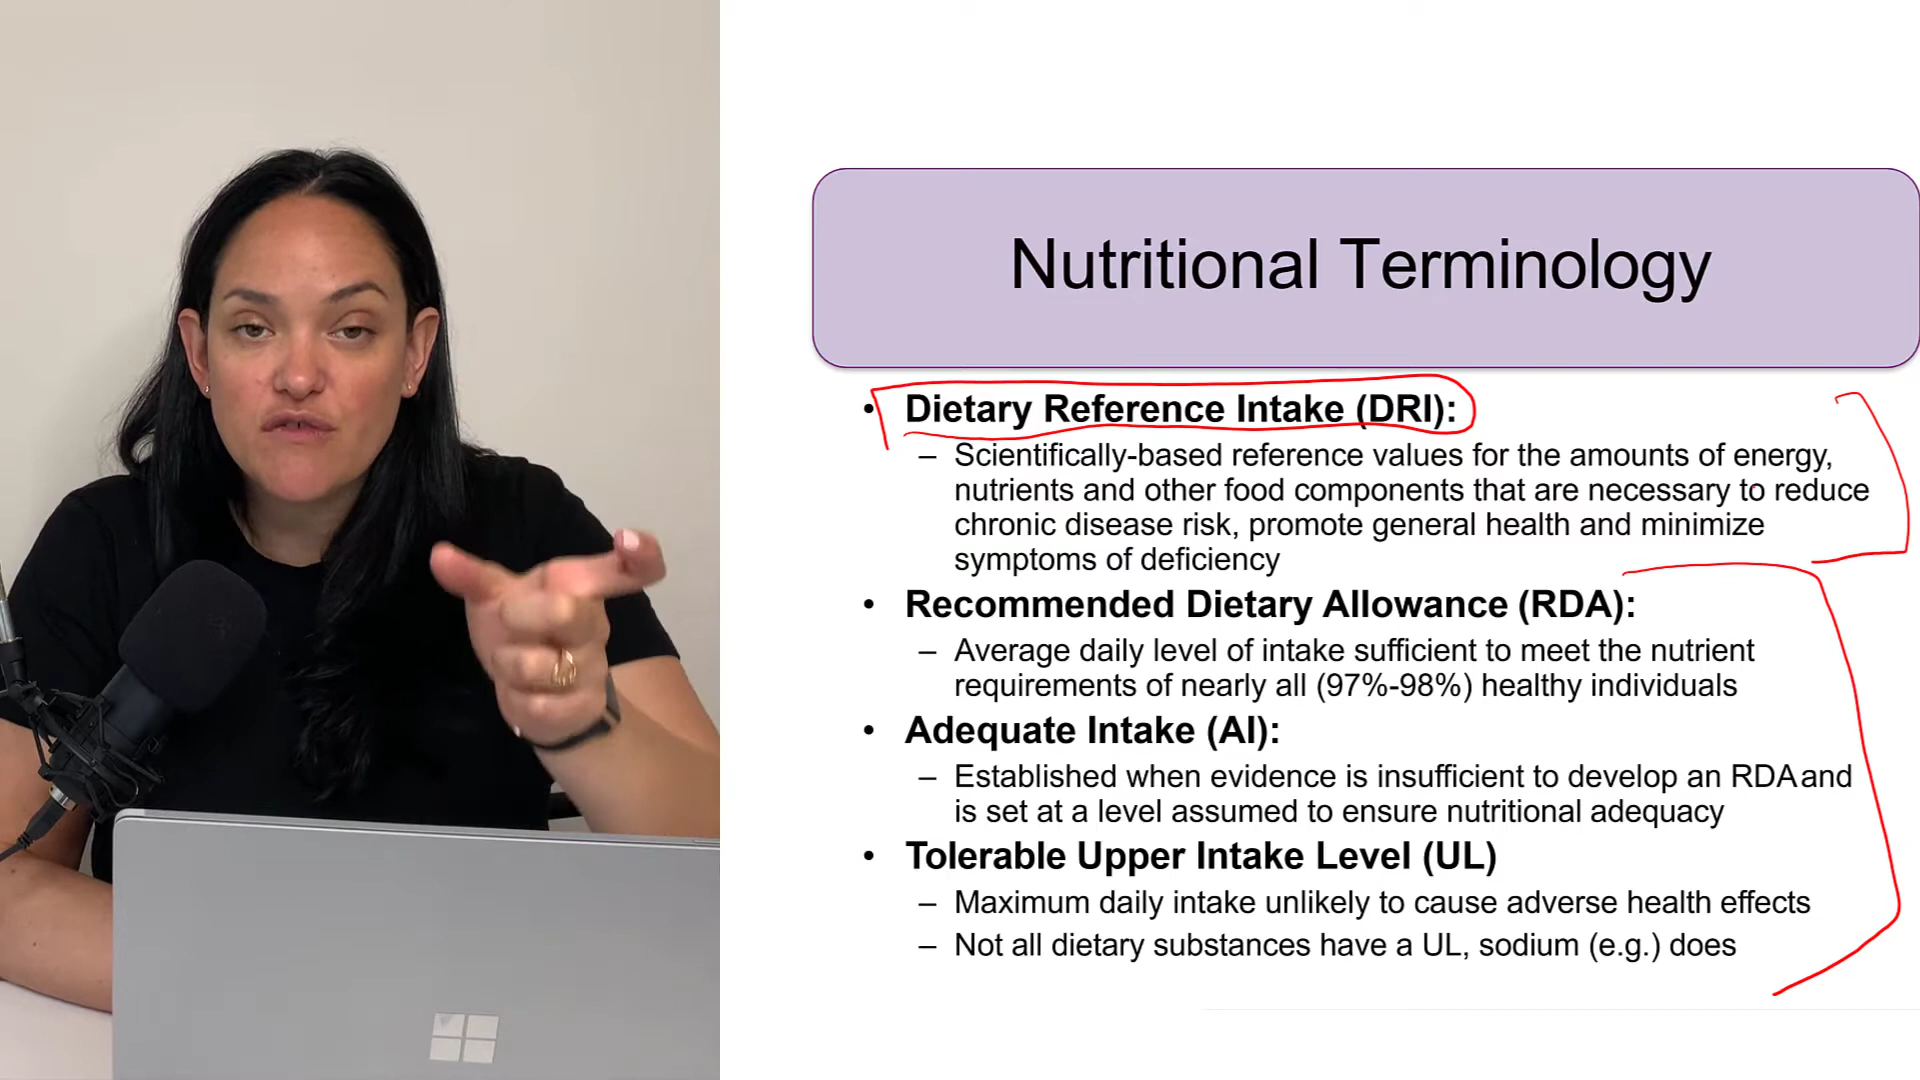 Nutritional Terminology
• Dietary Reference Intake (DRI):
– Scientifically-based reference values for the amounts of energy,
nutrients and other food components that are necessary to reduce
chronic disease risk, promote general health and minimize
symptoms of deficiency
• Recommended Dietary Allowance (RDA):
– Average daily level of intake sufficient to meet the nutrient
requirements of nearly all (97%-98%) healthy individuals
• Adequate Intake (AI):
– Established when evidence is insufficient to develop an RDA and
is set at a level assumed to ensure nutritional adequacy
• Tolerable Upper Intake Level (UL)
– Maximum daily intake unlikely to cause adverse health effects
– Not all dietary substances have a UL, sodium (e.g.) does